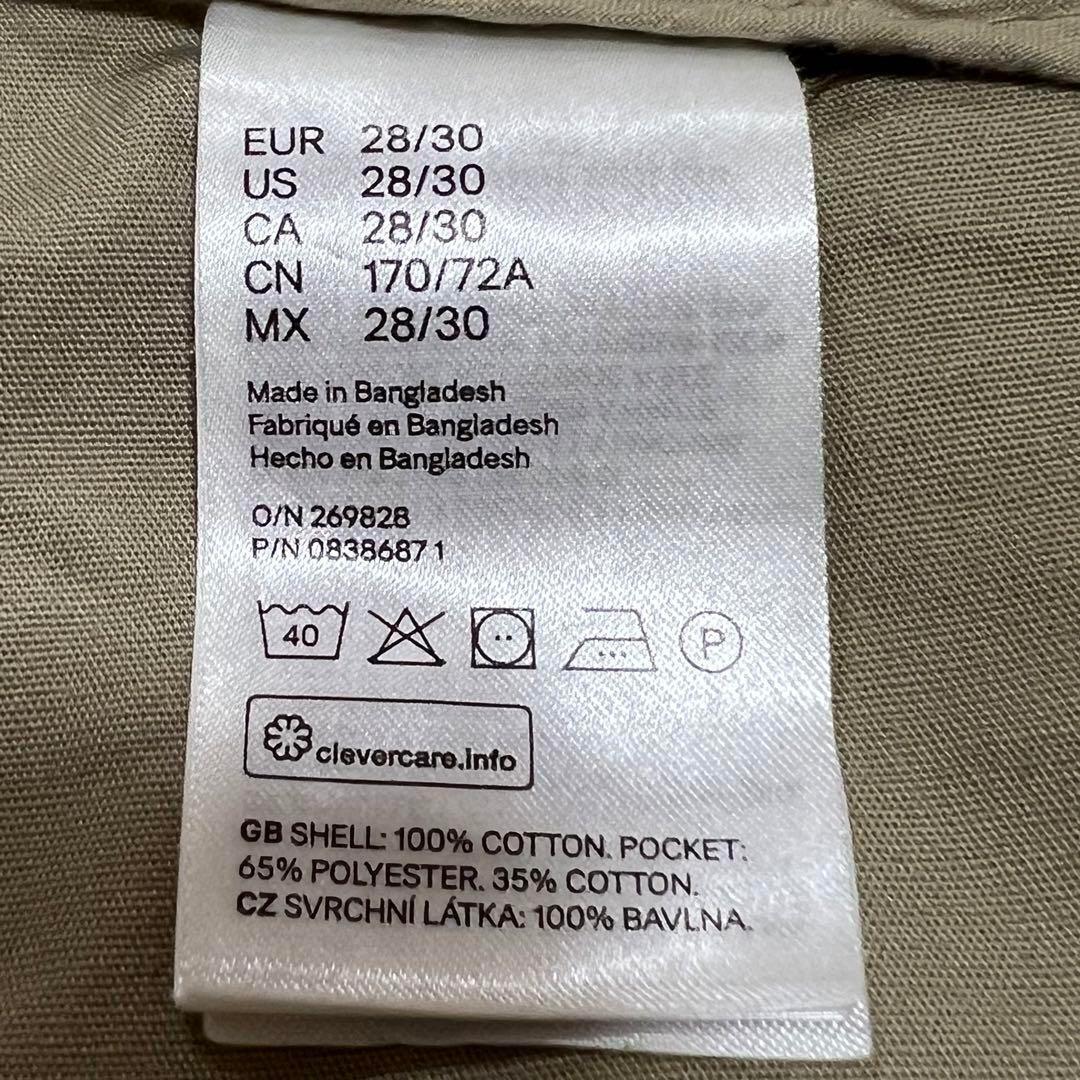 EUR 28/30
US 28/30
CA 28/30
CN 170/72A
MX 28/30
Made in Bangladesh
Fabriqué en Bangladesh
Hecho en Bangladesh
O/N 269828
P/N 08386871
40
P
clevercare.info
GB SHELL: 100% COTTON. POCKET:
65% POLYESTER. 35% COTTON.
CZ SVRCHNÍ LÁTKA: 100% BAVLNA.